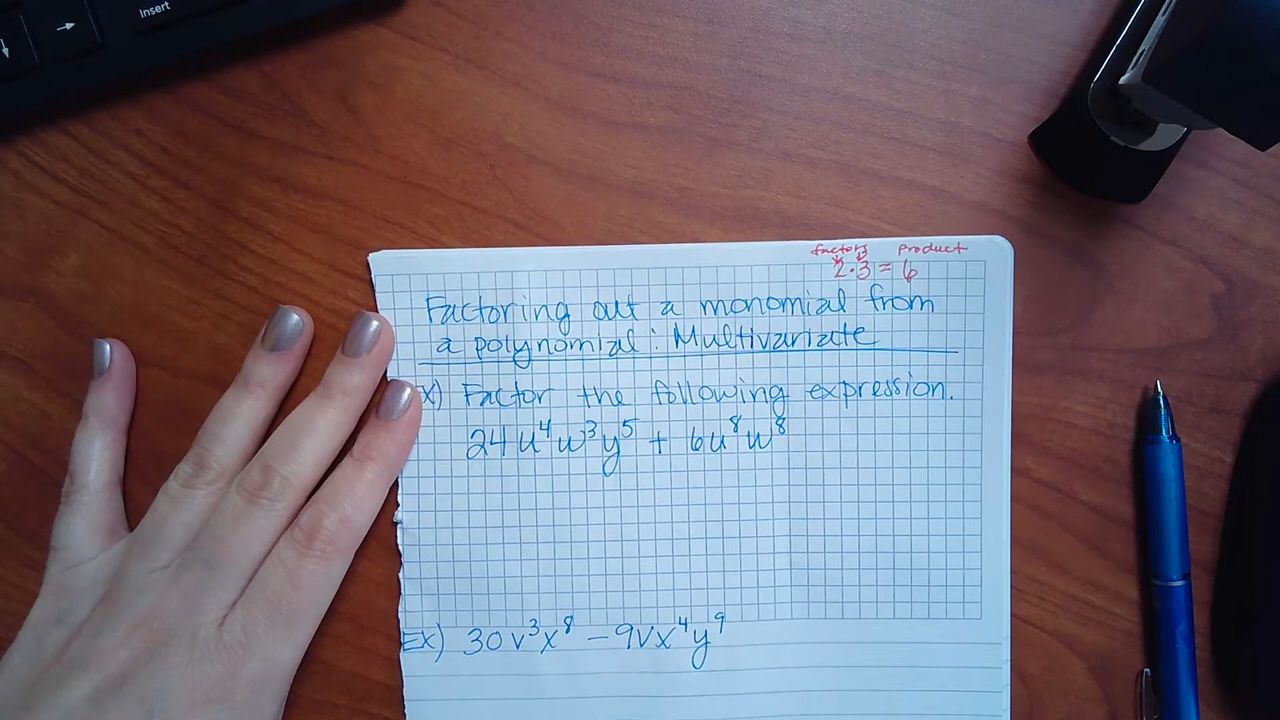 Insert
factors product
2·3 = 6
Factoring out a monomial from
a polynomial: Multivariate
x) Factor the following expression.
24u⁴w³y⁵ + 6u⁸w⁸
Ex) 30v³x⁸ - 9vx⁴y⁹